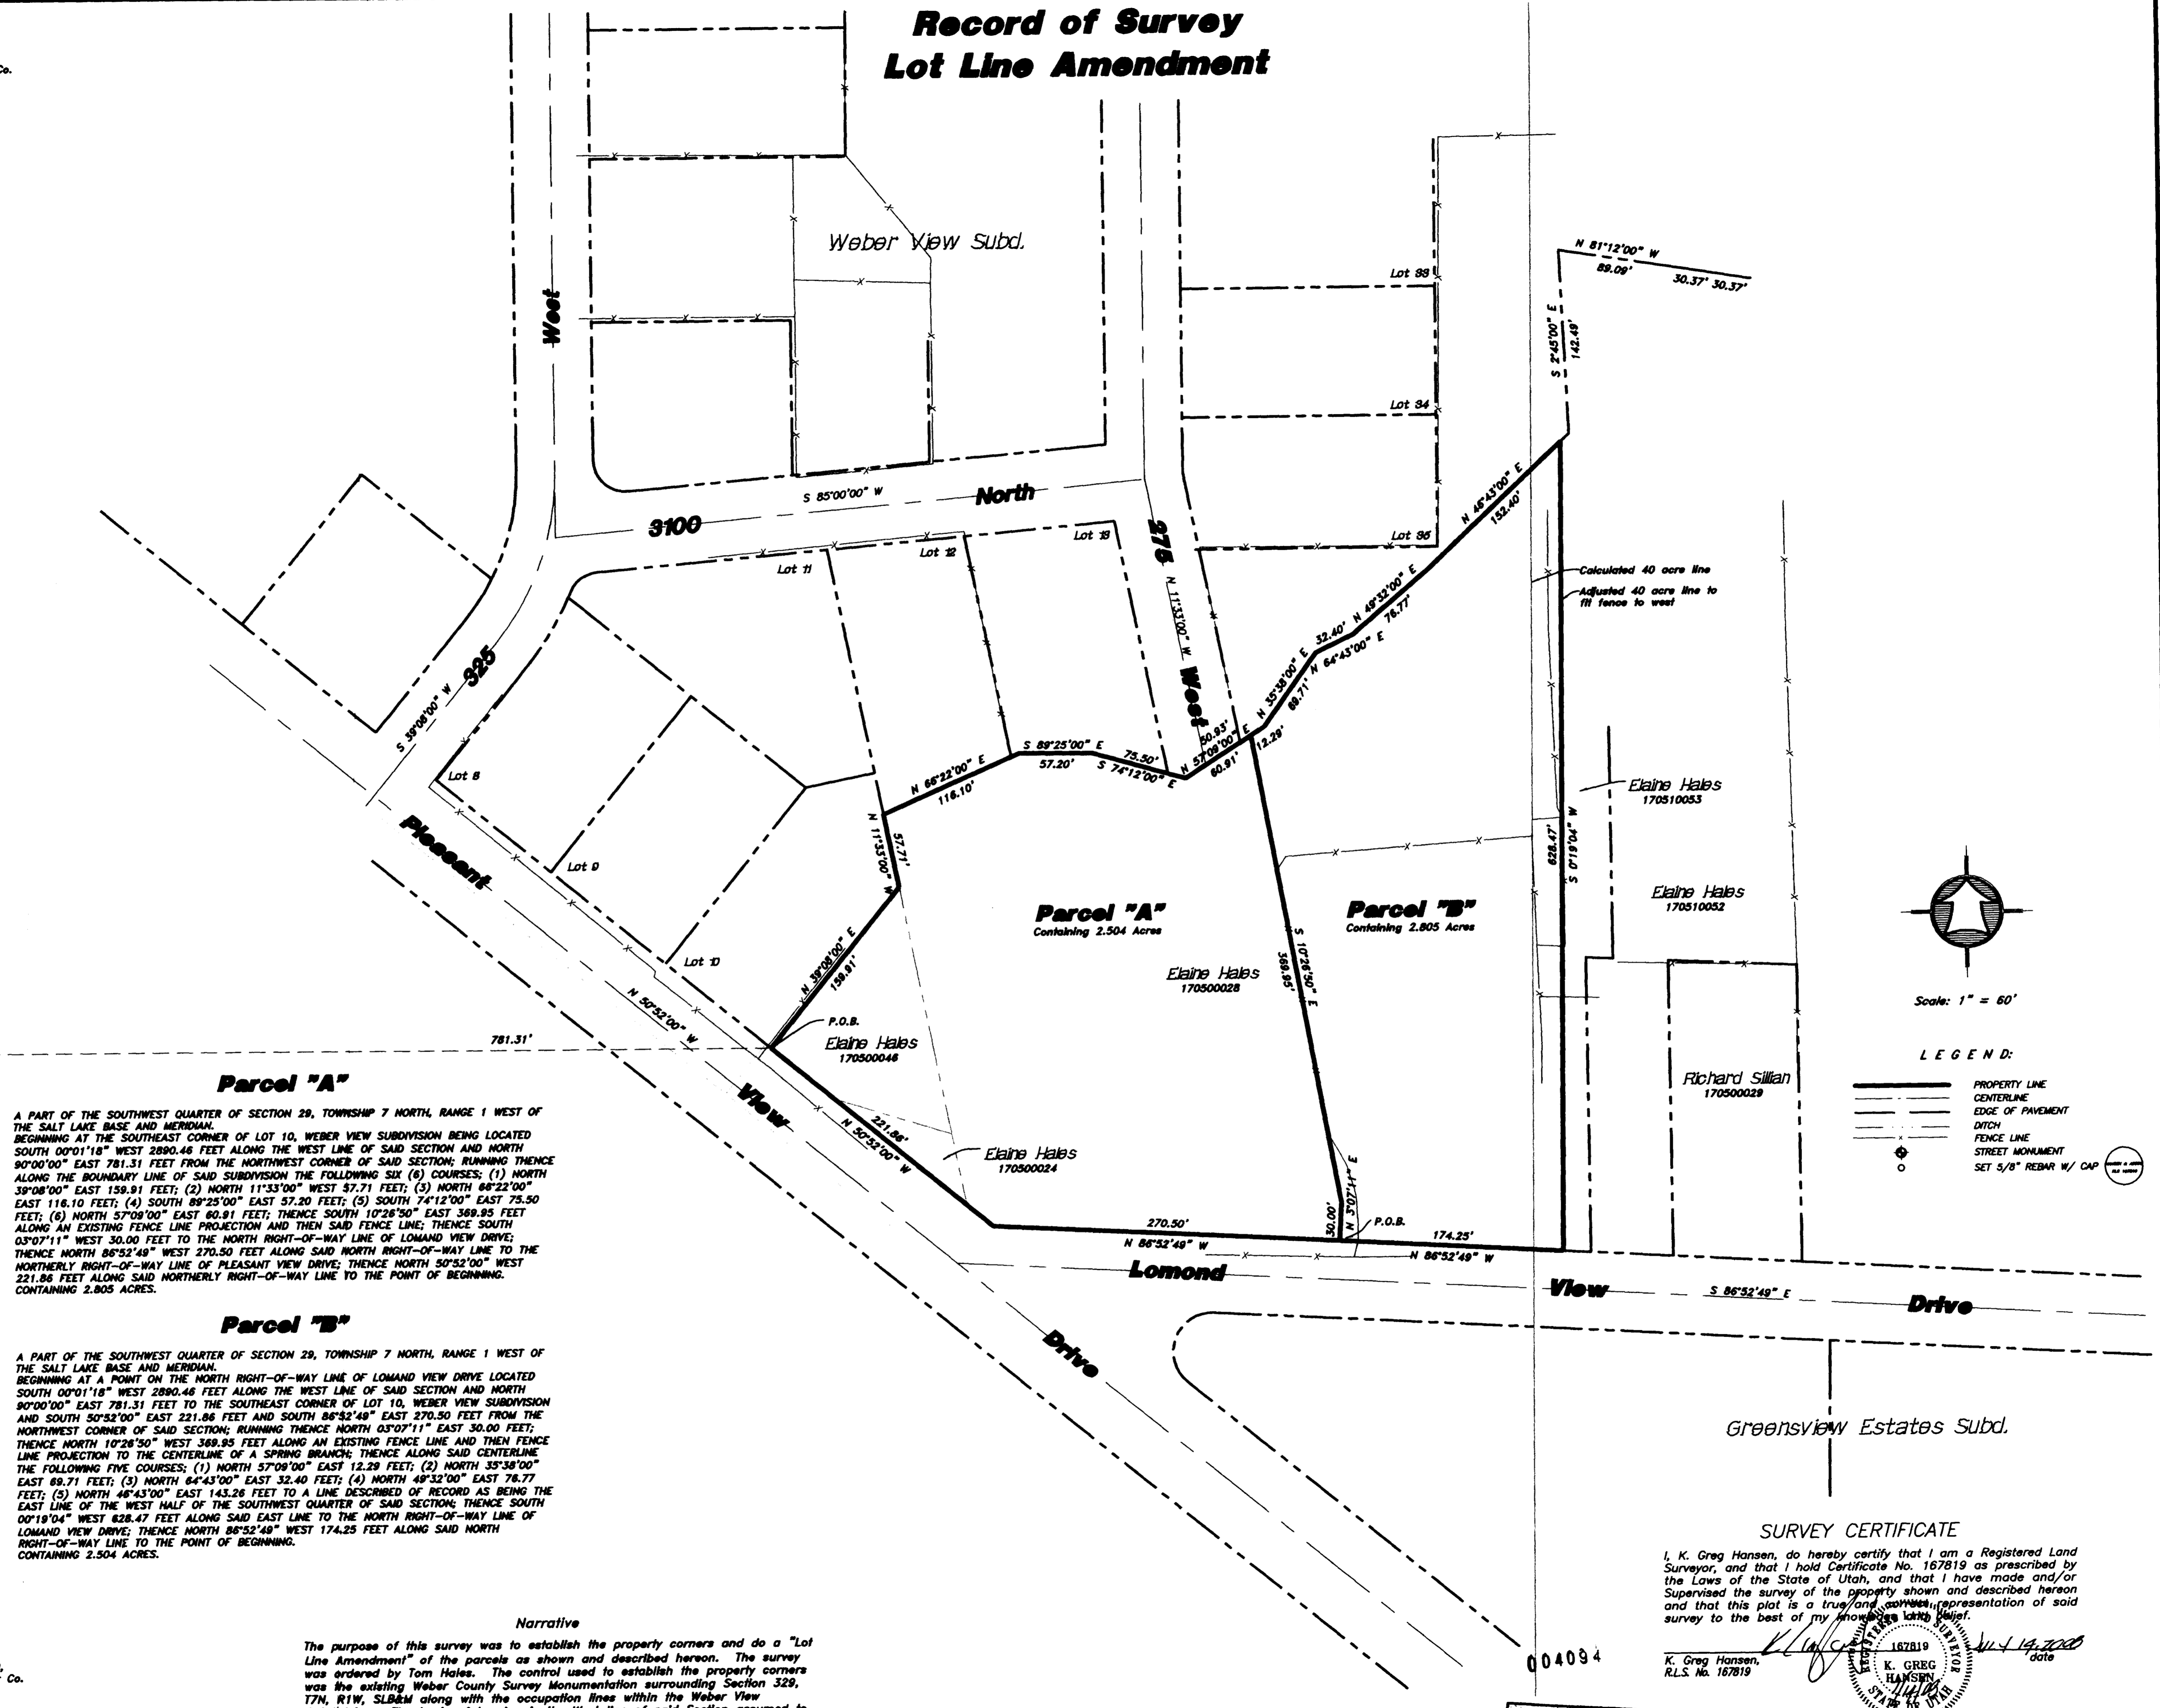 Record of Survey
Lot Line Amendment
Co.
Weber View Subd.
West
Lot 33
Lot 34
Lot 35
N 81°12'00" W
89.09'
30.37' 30.37'
S 2°45'00" E
142.49'
S 85°00'00" W
3100
North
275
West
N 11°33'00" W
Lot 11
Lot 12
Lot 13
N 46°43'00" E
152.40'
N 49°32'00" E
76.77'
32.40'
N 64°43'00" E
N 35°38'00" E
69.71'
12.29'
50.93'
N 57°09'00" E
60.91'
Calculated 40 acre line
Adjusted 40 acre line to
fit fence to west
325
S 39°08'00" W
Lot 8
Lot 9
Lot 10
Pleasant
View
Drive
N 66°22'00" E
116.10'
S 89°25'00" E
57.20'
75.50'
S 74°12'00" E
N 11°33'00" W
57.71'
N 39°08'00" E
159.91'
N 50°52'00" W
P.O.B.
781.31'
Parcel "A"
Containing 2.504 Acres
Parcel "B"
Containing 2.805 Acres
Elaine Hales
170500028
Elaine Hales
170500046
Elaine Hales
170500024
Elaine Hales
170510053
Elaine Hales
170510052
Richard Sillian
170500029
S 10°26'50" E
369.95'
628.47'
S 0°19'04" W
221.86'
N 50°52'00" W
30.00'
N 3°07'11" E
P.O.B.
270.50'
N 86°52'49" W
174.25'
N 86°52'49" W
Lomond
View
S 86°52'49" E
Drive
Greensview Estates Subd.
Scale: 1" = 60'
LEGEND:
PROPERTY LINE
CENTERLINE
EDGE OF PAVEMENT
DITCH
FENCE LINE
STREET MONUMENT
SET 5/8" REBAR W/ CAP
Parcel "A"
A PART OF THE SOUTHWEST QUARTER OF SECTION 29, TOWNSHIP 7 NORTH, RANGE 1 WEST OF
THE SALT LAKE BASE AND MERIDIAN.
BEGINNING AT THE SOUTHEAST CORNER OF LOT 10, WEBER VIEW SUBDIVISION BEING LOCATED
SOUTH 00°01'18" WEST 2890.46 FEET ALONG THE WEST LINE OF SAID SECTION AND NORTH
90°00'00" EAST 781.31 FEET FROM THE NORTHWEST CORNER OF SAID SECTION; RUNNING THENCE
ALONG THE BOUNDARY LINE OF SAID SUBDIVISION THE FOLLOWING SIX (6) COURSES; (1) NORTH
39°08'00" EAST 159.91 FEET; (2) NORTH 11°33'00" WEST 57.71 FEET; (3) NORTH 66°22'00"
EAST 116.10 FEET; (4) SOUTH 89°25'00" EAST 57.20 FEET; (5) SOUTH 74°12'00" EAST 75.50
FEET; (6) NORTH 57°09'00" EAST 60.91 FEET; THENCE SOUTH 10°26'50" EAST 369.95 FEET
ALONG AN EXISTING FENCE LINE PROJECTION AND THEN SAID FENCE LINE; THENCE SOUTH
03°07'11" WEST 30.00 FEET TO THE NORTH RIGHT-OF-WAY LINE OF LOMAND VIEW DRIVE;
THENCE NORTH 86°52'49" WEST 270.50 FEET ALONG SAID NORTH RIGHT-OF-WAY LINE TO THE
NORTHERLY RIGHT-OF-WAY LINE OF PLEASANT VIEW DRIVE; THENCE NORTH 50°52'00" WEST
221.86 FEET ALONG SAID NORTHERLY RIGHT-OF-WAY LINE TO THE POINT OF BEGINNING.
CONTAINING 2.805 ACRES.
Parcel "B"
A PART OF THE SOUTHWEST QUARTER OF SECTION 29, TOWNSHIP 7 NORTH, RANGE 1 WEST OF
THE SALT LAKE BASE AND MERIDIAN.
BEGINNING AT A POINT ON THE NORTH RIGHT-OF-WAY LINE OF LOMAND VIEW DRIVE LOCATED
SOUTH 00°01'18" WEST 2890.46 FEET ALONG THE WEST LINE OF SAID SECTION AND NORTH
90°00'00" EAST 781.31 FEET TO THE SOUTHEAST CORNER OF LOT 10, WEBER VIEW SUBDIVISION
AND SOUTH 50°52'00" EAST 221.86 FEET AND SOUTH 86°52'49" EAST 270.50 FEET FROM THE
NORTHWEST CORNER OF SAID SECTION; RUNNING THENCE NORTH 03°07'11" EAST 30.00 FEET;
THENCE NORTH 10°26'50" WEST 369.95 FEET ALONG AN EXISTING FENCE LINE AND THEN FENCE
LINE PROJECTION TO THE CENTERLINE OF A SPRING BRANCH; THENCE ALONG SAID CENTERLINE
THE FOLLOWING FIVE COURSES; (1) NORTH 57°09'00" EAST 12.29 FEET; (2) NORTH 35°38'00"
EAST 69.71 FEET; (3) NORTH 64°43'00" EAST 32.40 FEET; (4) NORTH 49°32'00" EAST 76.77
FEET; (5) NORTH 46°43'00" EAST 143.26 FEET TO A LINE DESCRIBED OF RECORD AS BEING THE
EAST LINE OF THE WEST HALF OF THE SOUTHWEST QUARTER OF SAID SECTION; THENCE SOUTH
00°19'04" WEST 628.47 FEET ALONG SAID EAST LINE TO THE NORTH RIGHT-OF-WAY LINE OF
LOMAND VIEW DRIVE; THENCE NORTH 86°52'49" WEST 174.25 FEET ALONG SAID NORTH
RIGHT-OF-WAY LINE TO THE POINT OF BEGINNING.
CONTAINING 2.504 ACRES.
Narrative
The purpose of this survey was to establish the property corners and do a "Lot
Line Amendment" of the parcels as shown and described hereon. The survey
was ordered by Tom Hales. The control used to establish the property corners
was the existing Weber County Survey Monumentation surrounding Section 329,
T7N, R1W, SLB&M along with the occupation lines within the Weber View
Co.
SURVEY CERTIFICATE
I, K. Greg Hansen, do hereby certify that I am a Registered Land
Surveyor, and that I hold Certificate No. 167819 as prescribed by
the Laws of the State of Utah, and that I have made and/or
Supervised the survey of the property shown and described hereon
and that this plat is a true and correct representation of said
survey to the best of my knowledge and belief.
K. Greg Hansen,
R.L.S. No. 167819
date
REGISTERED LAND SURVEYOR
167819
K. GREG
HANSEN
STATE OF UTAH
004094